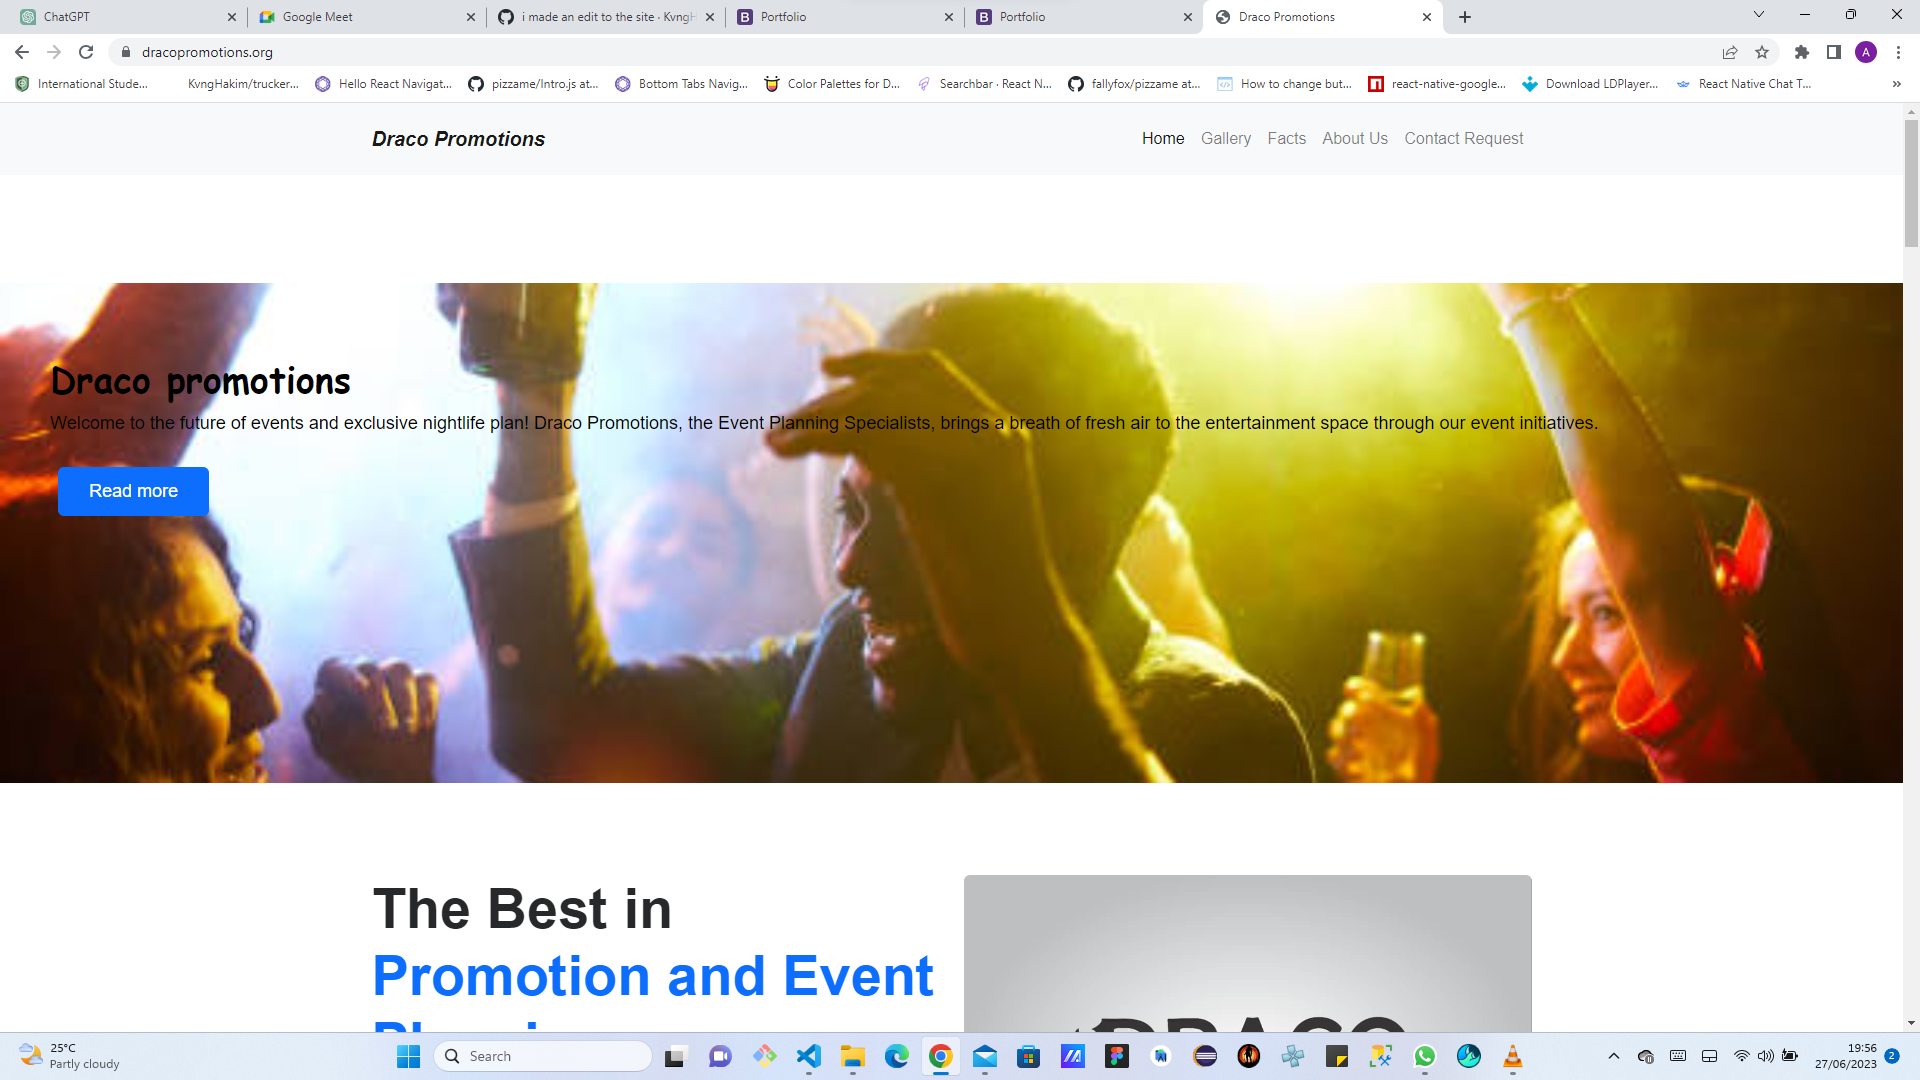 ChatGPT
Google Meet
i made an edit to the site · KvngH
Portfolio
Portfolio
Draco Promotions
dracopromotions.org
A
International Stude...
KvngHakim/trucker...
Hello React Navigat...
pizzame/Intro.js at...
Bottom Tabs Navig...
Color Palettes for D...
Searchbar · React N...
fallyfox/pizzame at...
How to change but...
react-native-google...
Download LDPlayer...
React Native Chat T...
»
Draco Promotions
Home Gallery Facts About Us Contact Request
Draco promotions
Welcome to the future of events and exclusive nightlife plan! Draco Promotions, the Event Planning Specialists, brings a breath of fresh air to the entertainment space through our event initiatives.
Read more
The Best in
Promotion and Event
DRACO
25°C
Partly cloudy
Search
19:56
27/06/2023
2